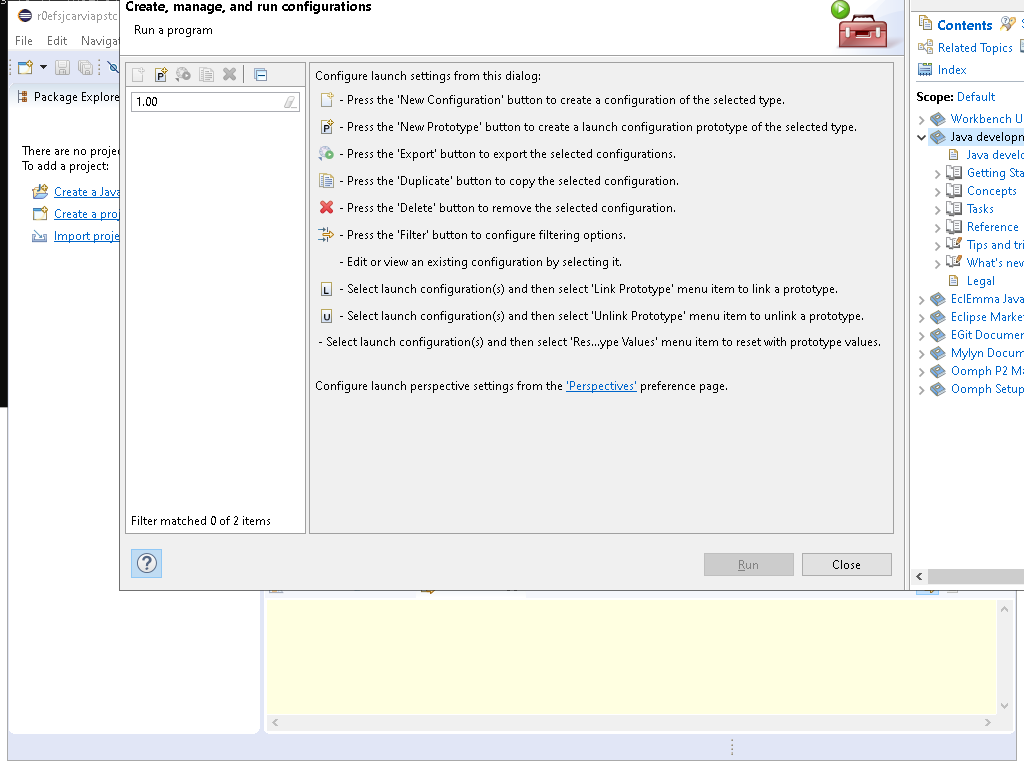 r0efsjcarviapstc
File Edit Naviga
Package Explore
There are no proje
To add a project:
Create a Java
Create a proj
Import proje
Create, manage, and run configurations
Run a program
1.00
Filter matched 0 of 2 items
Configure launch settings from this dialog:
- Press the 'New Configuration' button to create a configuration of the selected type.
- Press the 'New Prototype' button to create a launch configuration prototype of the selected type.
- Press the 'Export' button to export the selected configurations.
- Press the 'Duplicate' button to copy the selected configuration.
- Press the 'Delete' button to remove the selected configuration.
- Press the 'Filter' button to configure filtering options.
- Edit or view an existing configuration by selecting it.
L - Select launch configuration(s) and then select 'Link Prototype' menu item to link a prototype.
U - Select launch configuration(s) and then select 'Unlink Prototype' menu item to unlink a prototype.
- Select launch configuration(s) and then select 'Res...ype Values' menu item to reset with prototype values.
Configure launch perspective settings from the 'Perspectives' preference page.
Run Close
Contents
Related Topics
Index
Scope: Default
Workbench U
Java developn
Java develo
Getting Sta
Concepts
Tasks
Reference
Tips and tri
What's new
Legal
EclEmma Java
Eclipse Marke
EGit Documen
Mylyn Docum
Oomph P2 Ma
Oomph Setup